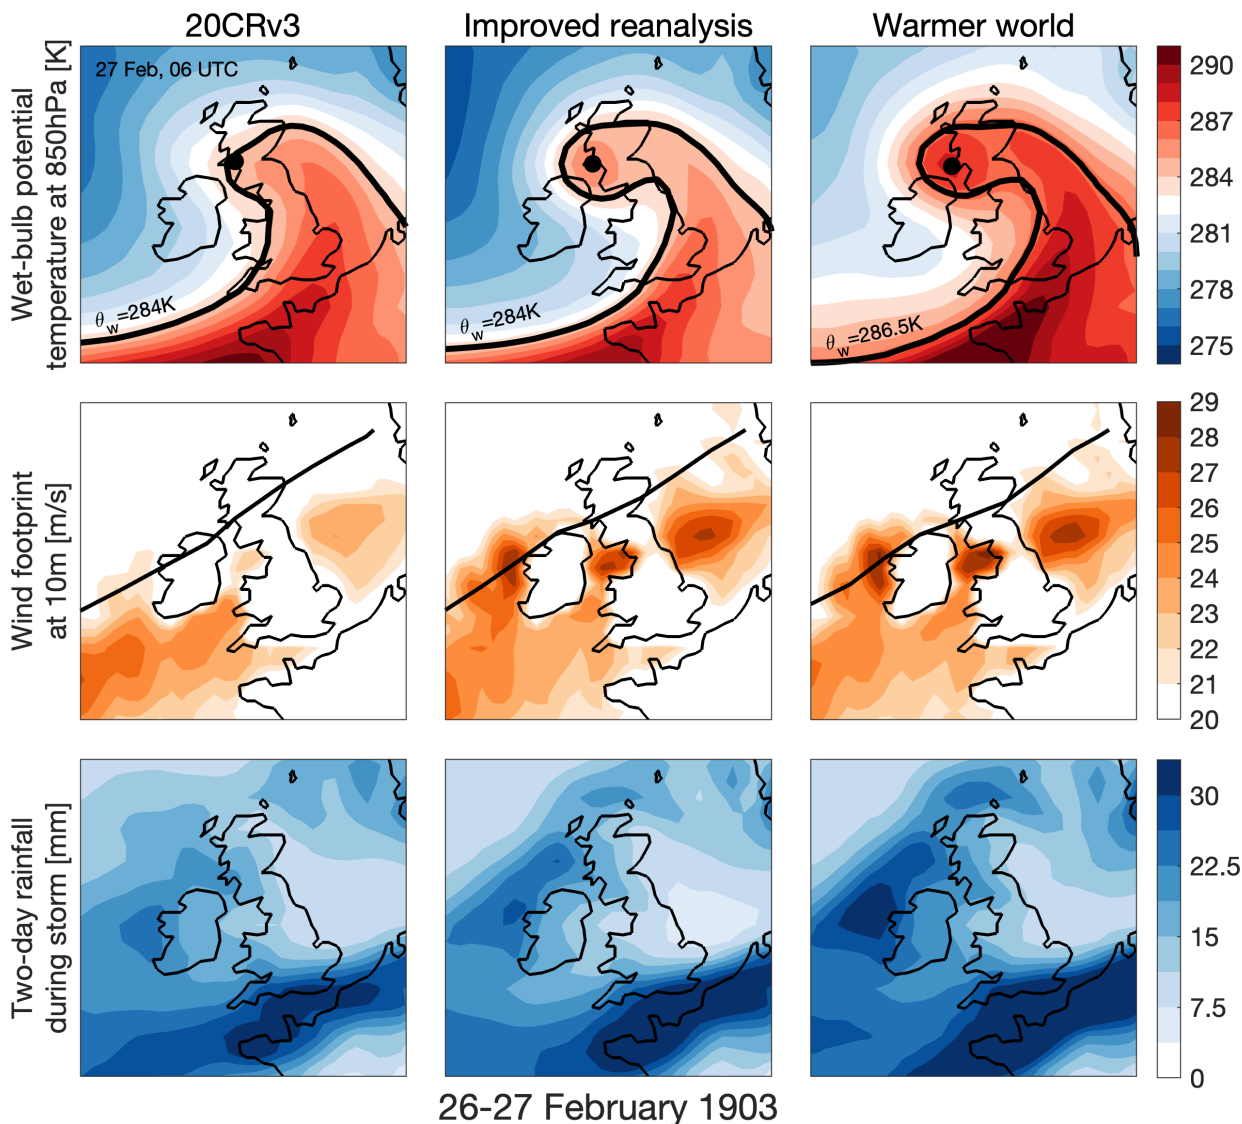 20CRv3
Improved reanalysis
Warmer world
Wet-bulb potential
temperature at 850hPa [K]
27 Feb, 06 UTC
θw=284K
θw=284K
θw=286.5K
290
287
284
281
278
275
Wind footprint
at 10m [m/s]
29
28
27
26
25
24
23
22
21
20
Two-day rainfall
during storm [mm]
30
22.5
15
7.5
0
26-27 February 1903